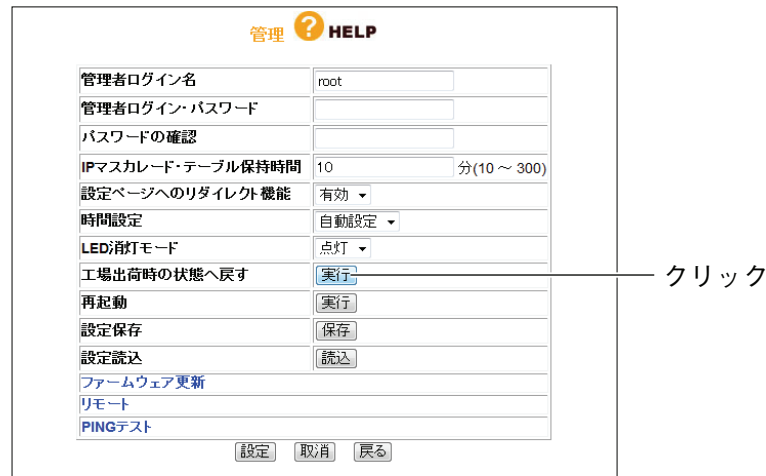 管理 ? HELP
管理者ログイン名 root
管理者ログイン・パスワード
パスワードの確認
IPマスカレード・テーブル保持時間 10 分(10 ～ 300)
設定ページへのリダイレクト機能 有効
時間設定 自動設定
LED消灯モード 点灯
工場出荷時の状態へ戻す 実行 クリック
再起動 実行
設定保存 保存
設定読込 読込
ファームウェア更新
リモート
PINGテスト
設定 取消 戻る